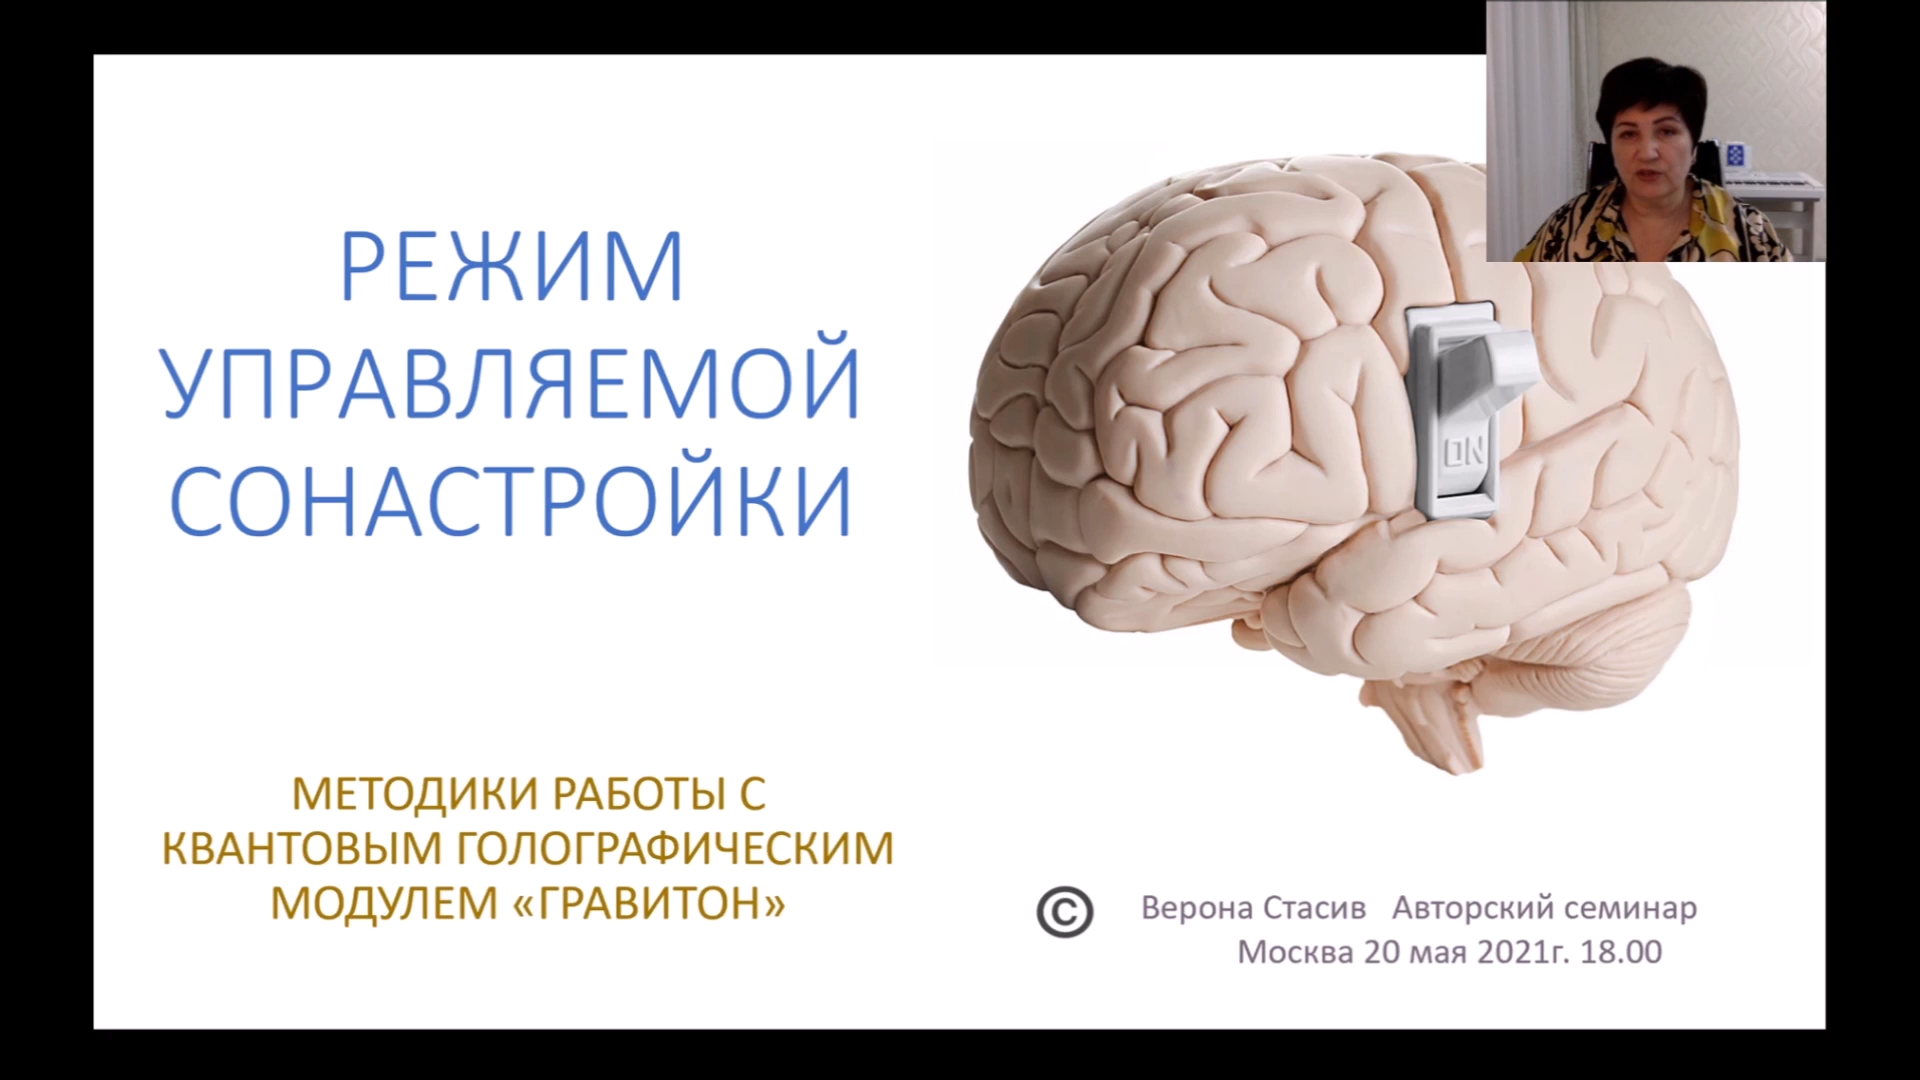 РЕЖИМ
УПРАВЛЯЕМОЙ
СОНАСТРОЙКИ
ON
МЕТОДИКИ РАБОТЫ С
КВАНТОВЫМ ГОЛОГРАФИЧЕСКИМ
МОДУЛЕМ «ГРАВИТОН»
© Верона Стасив Авторский семинар
Москва 20 мая 2021г. 18.00